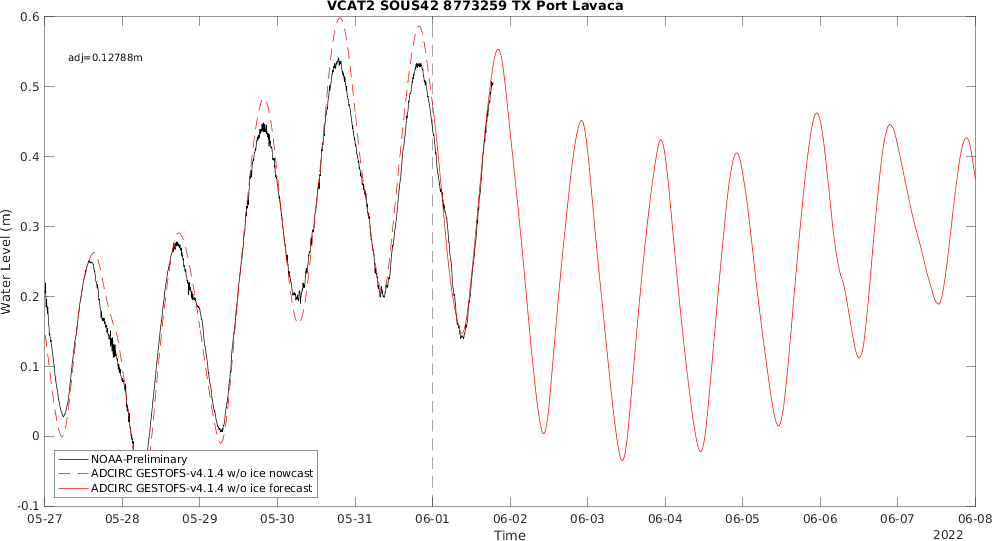 VCAT2 SOUS42 8773259 TX Port Lavaca
adj=0.12788m
Water Level (m)
0.6
0.5
0.4
0.3
0.2
0.1
0
-0.1
NOAA-Preliminary
ADCIRC GESTOFS-v4.1.4 w/o ice nowcast
ADCIRC GESTOFS-v4.1.4 w/o ice forecast
05-27 05-28 05-29 05-30 05-31 06-01 06-02 06-03 06-04 06-05 06-06 06-07 06-08
Time
2022